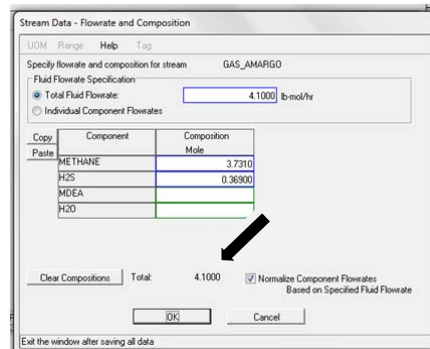 Stream Data - Flowrate and Composition
UOM Range Help Tag
Specify flowrate and composition for stream GAS_AMARGO
Fluid Flowrate Specification
Total Fluid Flowrate: 4.1000 lb-mol/hr
Individual Component Flowrates
Copy Component Composition
Paste Mole
METHANE 3.7310
H2S 0.36900
MDEA
H2O
Clear Compositions Total: 4.1000 Normalize Component Flowrates
Based on Specified Fluid Flowrate
OK Cancel
Exit the window after saving all data